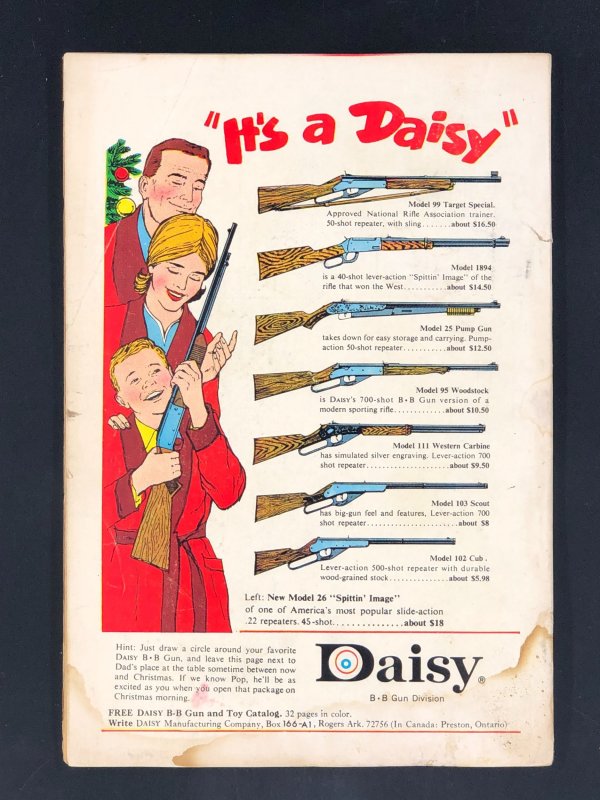 "It's a Daisy"
Model 99 Target Special.
Approved National Rifle Association trainer.
50-shot repeater, with sling.......about $16.50
Model 1894
is a 40-shot lever-action "Spittin' Image" of the
rifle that won the West...........about $14.50
Model 25 Pump Gun
takes down for easy storage and carrying. Pump-
action 50-shot repeater..........about $12.50
Model 95 Woodstock
is DAISY's 700-shot B•B Gun version of a
modern sporting rifle.............about $10.50
Model 111 Western Carbine
has simulated silver engraving. Lever-action 700
shot repeater.....................about $9.50
Model 103 Scout
has big-gun feel and features, Lever-action 700
shot repeater........................about $8
Model 102 Cub.
Lever-action 500-shot repeater with durable
wood-grained stock................about $5.98
Left: New Model 26 "Spittin' Image"
of one of America's most popular slide-action
.22 repeaters. 45-shot..............about $18
Hint: Just draw a circle around your favorite
DAISY B•B Gun, and leave this page next to
Dad's place at the table sometime between now
and Christmas. If we know Pop, he'll be as
excited as you when you open that package on
Christmas morning.
Daisy®
B•B Gun Division
FREE DAISY B•B Gun and Toy Catalog. 32 pages in color.
Write DAISY Manufacturing Company, Box 166-A1, Rogers Ark. 72756 (In Canada: Preston, Ontario)